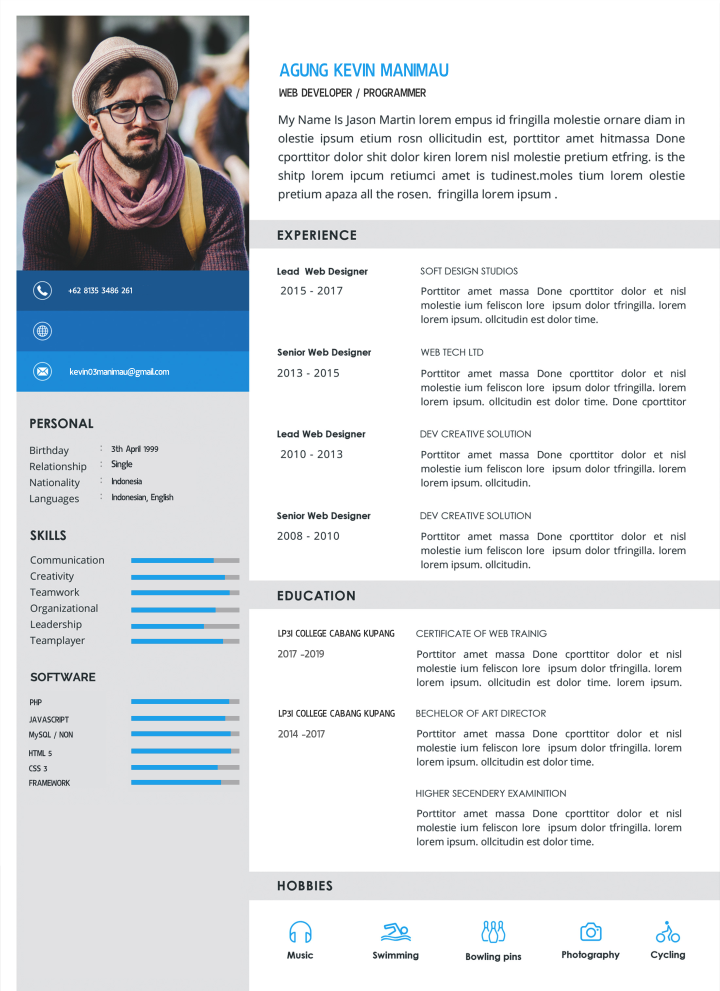 AGUNG KEVIN MANIMAU
WEB DEVELOPER / PROGRAMMER
My Name Is Jason Martin lorem empus id fringilla molestie ornare diam in
olestie ipsum etium rosn ollicitudin est, porttitor amet hitmassa Done
cporttitor dolor shit dolor kiren lorem nisl molestie pretium etfring. is the
shitp lorem ipcum retiumci amet is tudinest.moles tium lorem olestie
pretium apaza all the rosen. fringilla lorem ipsum .
+62 8135 3486 261
kevin03manimau@gmail.com
PERSONAL
Birthday : 3th April 1999
Relationship : Single
Nationality : Indonesia
Languages : Indonesian, English
SKILLS
Communication
Creativity
Teamwork
Organizational
Leadership
Teamplayer
SOFTWARE
PHP
JAVASCRIPT
MySQL / NON
HTML 5
CSS 3
FRAMEWORK
EXPERIENCE
Lead Web Designer
2015 - 2017
SOFT DESIGN STUDIOS
Porttitor amet massa Done cporttitor dolor et nisl
molestie ium feliscon lore ipsum dolor tfringilla. lorem
lorem ipsum. ollcitudin est dolor time.
Senior Web Designer
2013 - 2015
WEB TECH LTD
Porttitor amet massa Done cporttitor dolor et nisl
molestie ium feliscon lore ipsum dolor tfringilla. lorem
lorem ipsum. ollcitudin est dolor time. Done cporttitor
Lead Web Designer
2010 - 2013
DEV CREATIVE SOLUTION
Porttitor amet massa Done cporttitor dolor et nisl
molestie ium feliscon lore ipsum dolor tfringilla. lorem
lorem ipsum. ollcitudin.
Senior Web Designer
2008 - 2010
DEV CREATIVE SOLUTION
Porttitor amet massa Done cporttitor dolor et nisl
molestie ium feliscon lore ipsum dolor tfringilla. lorem
lorem ipsum. ollcitudin.
EDUCATION
LP3I COLLEGE CABANG KUPANG
2017 -2019
CERTIFICATE OF WEB TRAINIG
Porttitor amet massa Done cporttitor dolor et nisl
molestie ium feliscon lore ipsum dolor tfringilla. lorem
lorem ipsum. ollcitudin est dolor time. lorem ipsum.
LP3I COLLEGE CABANG KUPANG
2014 -2017
BECHELOR OF ART DIRECTOR
Porttitor amet massa Done cporttitor dolor et nisl
molestie ium feliscon lore ipsum dolor tfringilla. lorem
lorem ipsum. ollcitudin est dolor time.
HIGHER SECENDERY EXAMINITION
Porttitor amet massa Done cporttitor dolor et nisl
molestie ium feliscon lore ipsum dolor tfringilla. lorem
lorem ipsum. ollcitudin est dolor time.
HOBBIES
Music
Swimming
Bowling pins
Photography
Cycling